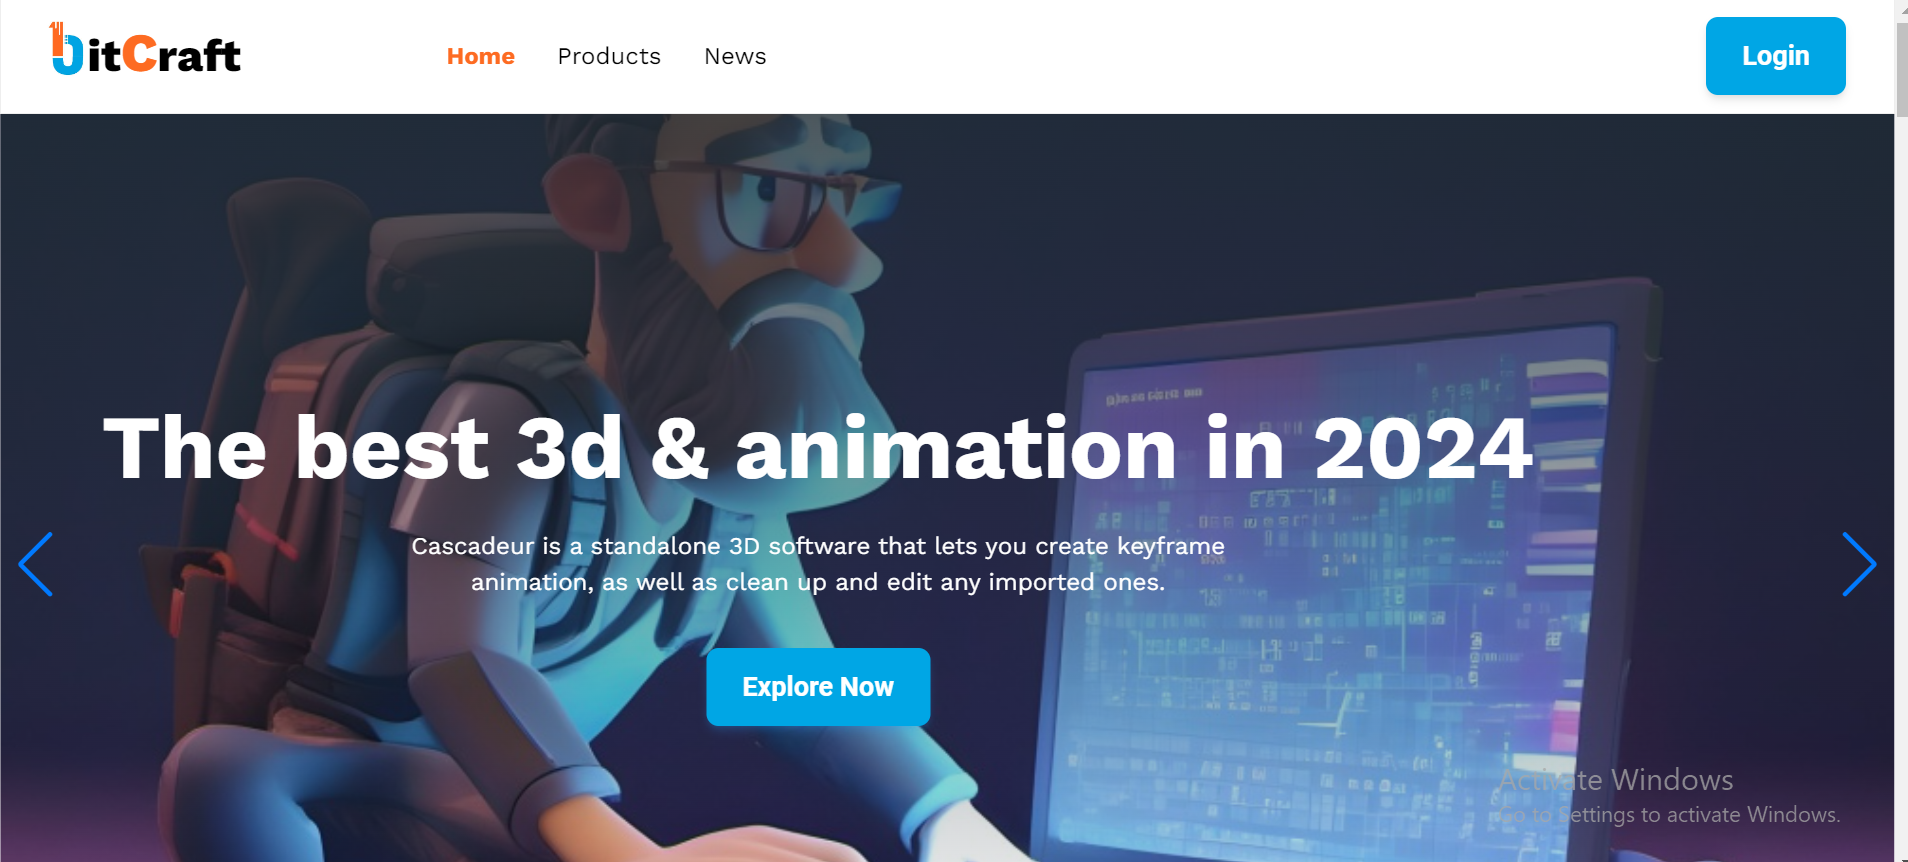 bitCraft
Home
Products
News
Login
The best 3d & animation in 2024
Cascadeur is a standalone 3D software that lets you create keyframe
animation, as well as clean up and edit any imported ones.
Explore Now
Activate Windows
Go to Settings to activate Windows.